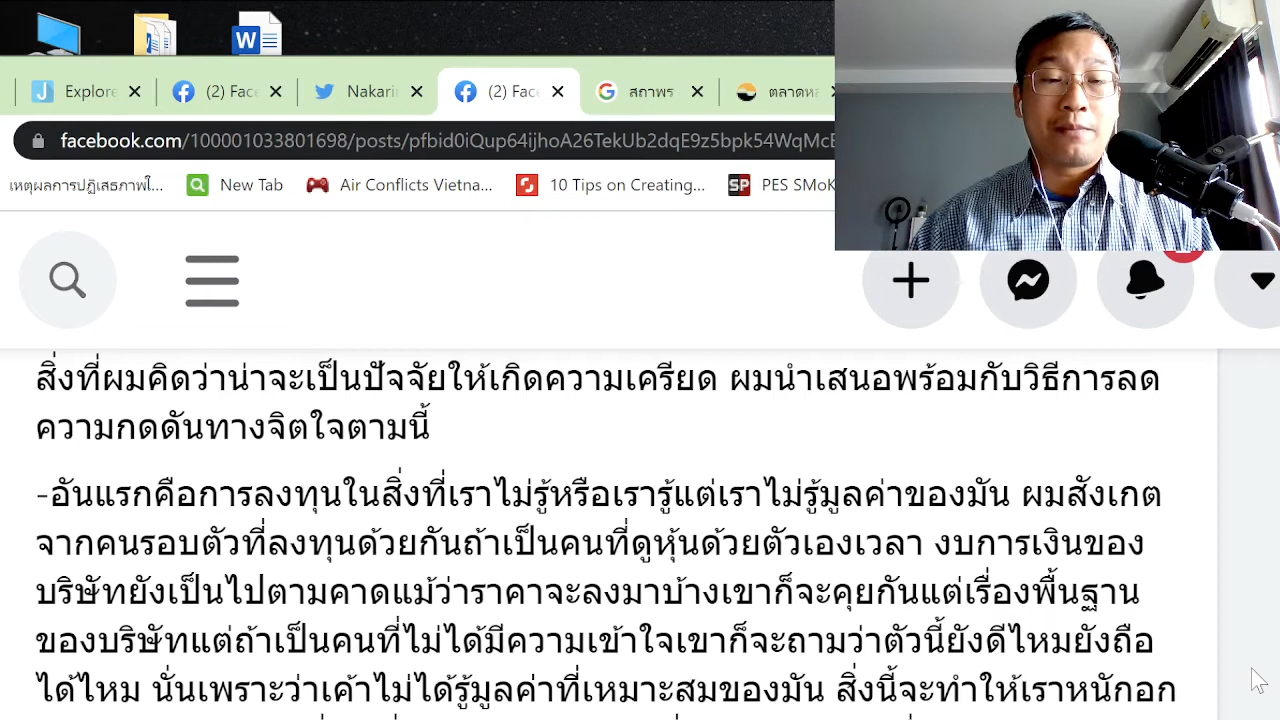 W
Explore
(2) Face
Nakarin
(2) Face
สถาพร
ตลาดหล
facebook.com/100001033801698/posts/pfbid0iQup64ijhoA26TekUb2dqE9z5bpk54WqMcE
เหตุผลการปฏิเสธภาพใ...
New Tab
Air Conflicts Vietna...
10 Tips on Creating...
SP PES SMoK
สิ่งที่ผมคิดว่าน่าจะเป็นปัจจัยให้เกิดความเครียด ผมนำเสนอพร้อมกับวิธีการลด
ความกดดันทางจิตใจตามนี้
-อันแรกคือการลงทุนในสิ่งที่เราไม่รู้หรือเรารู้แต่เราไม่รู้มูลค่าของมัน ผมสังเกต
จากคนรอบตัวที่ลงทุนด้วยกันถ้าเป็นคนที่ดูหุ้นด้วยตัวเองเวลา งบการเงินของ
บริษัทยังเป็นไปตามคาดแม้ว่าราคาจะลงมาบ้างเขาก็จะคุยกันแต่เรื่องพื้นฐาน
ของบริษัทแต่ถ้าเป็นคนที่ไม่ได้มีความเข้าใจเขาก็จะถามว่าตัวนี้ยังดีไหมยังถือ
ได้ไหม นั่นเพราะว่าเค้าไม่ได้รู้มูลค่าที่เหมาะสมของมัน สิ่งนี้จะทำให้เราหนักอก